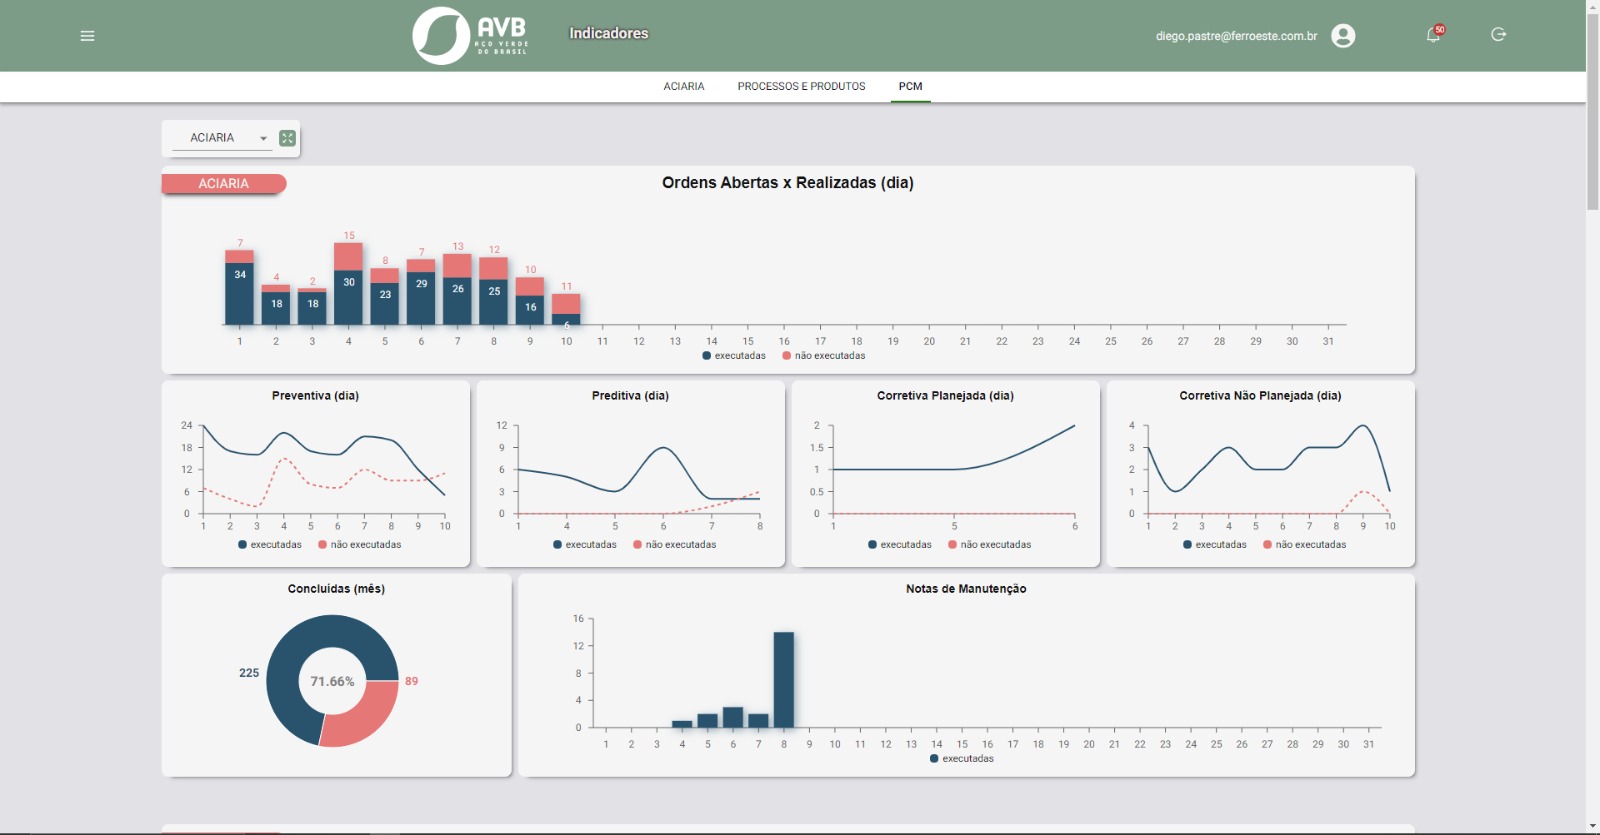 AVB
AÇO VERDE
DO BRASIL
Indicadores
diego.pastre@ferroeste.com.br
50
ACIARIA PROCESSOS E PRODUTOS PCM
ACIARIA
ACIARIA
Ordens Abertas x Realizadas (dia)
7 4 2 15 8 7 13 12 10 11
34 18 18 30 23 29 26 25 16 6
1 2 3 4 5 6 7 8 9 10 11 12 13 14 15 16 17 18 19 20 21 22 23 24 25 26 27 28 29 30 31
executadas não executadas
Preventiva (dia)
24
18
12
6
0
1 2 3 4 5 6 7 8 9 10
executadas não executadas
Preditiva (dia)
12
9
6
3
0
1 4 5 6 7 8
executadas não executadas
Corretiva Planejada (dia)
2
1.5
1
0.5
0
1 5 6
executadas não executadas
Corretiva Não Planejada (dia)
4
3
2
1
0
1 2 3 4 5 6 7 8 9 10
executadas não executadas
Concluídas (mês)
225
71.66%
89
Notas de Manutenção
16
12
8
4
0
1 2 3 4 5 6 7 8 9 10 11 12 13 14 15 16 17 18 19 20 21 22 23 24 25 26 27 28 29 30 31
executadas